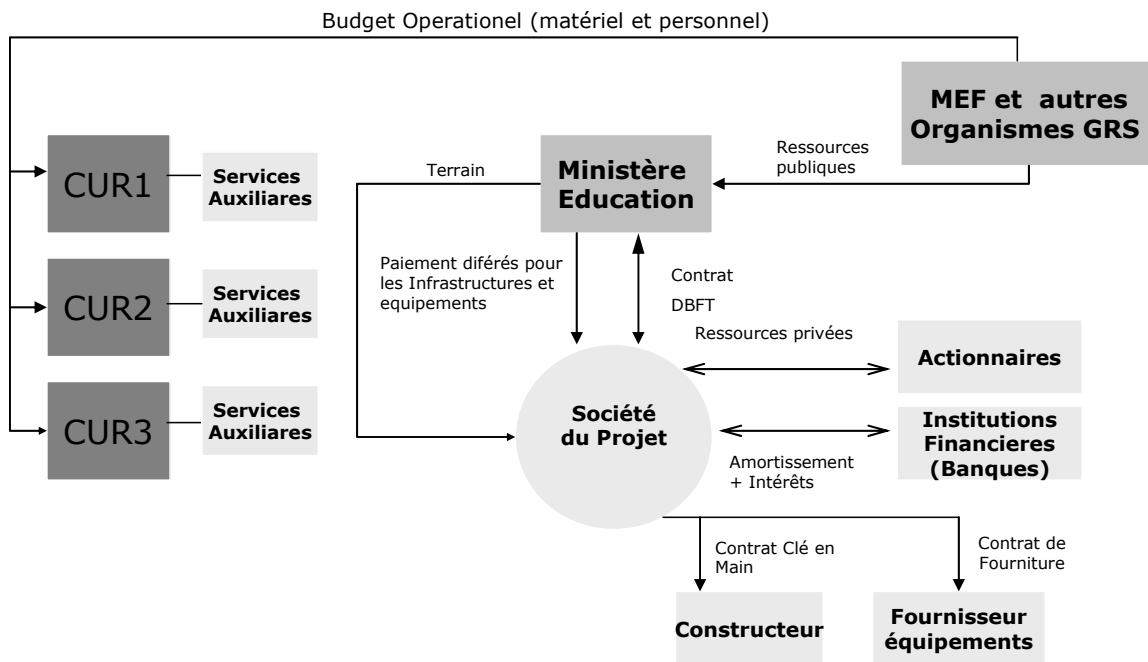 Budget Operationel (matériel et personnel)
MEF et autres
Organismes GRS
Ressources
publiques
Terrain
Ministère
Education
CUR1
Services
Auxiliares
Paiement diférés pour
les Infrastructures et
equipements
Contrat
DBFT
CUR2
Services
Auxiliares
Ressources privées
Actionnaires
CUR3
Services
Auxiliares
Société
du Projet
Institutions
Financieres
(Banques)
Amortissement
+ Intérêts
Contrat Clé en
Main
Contrat de
Fourniture
Constructeur
Fournisseur
équipements